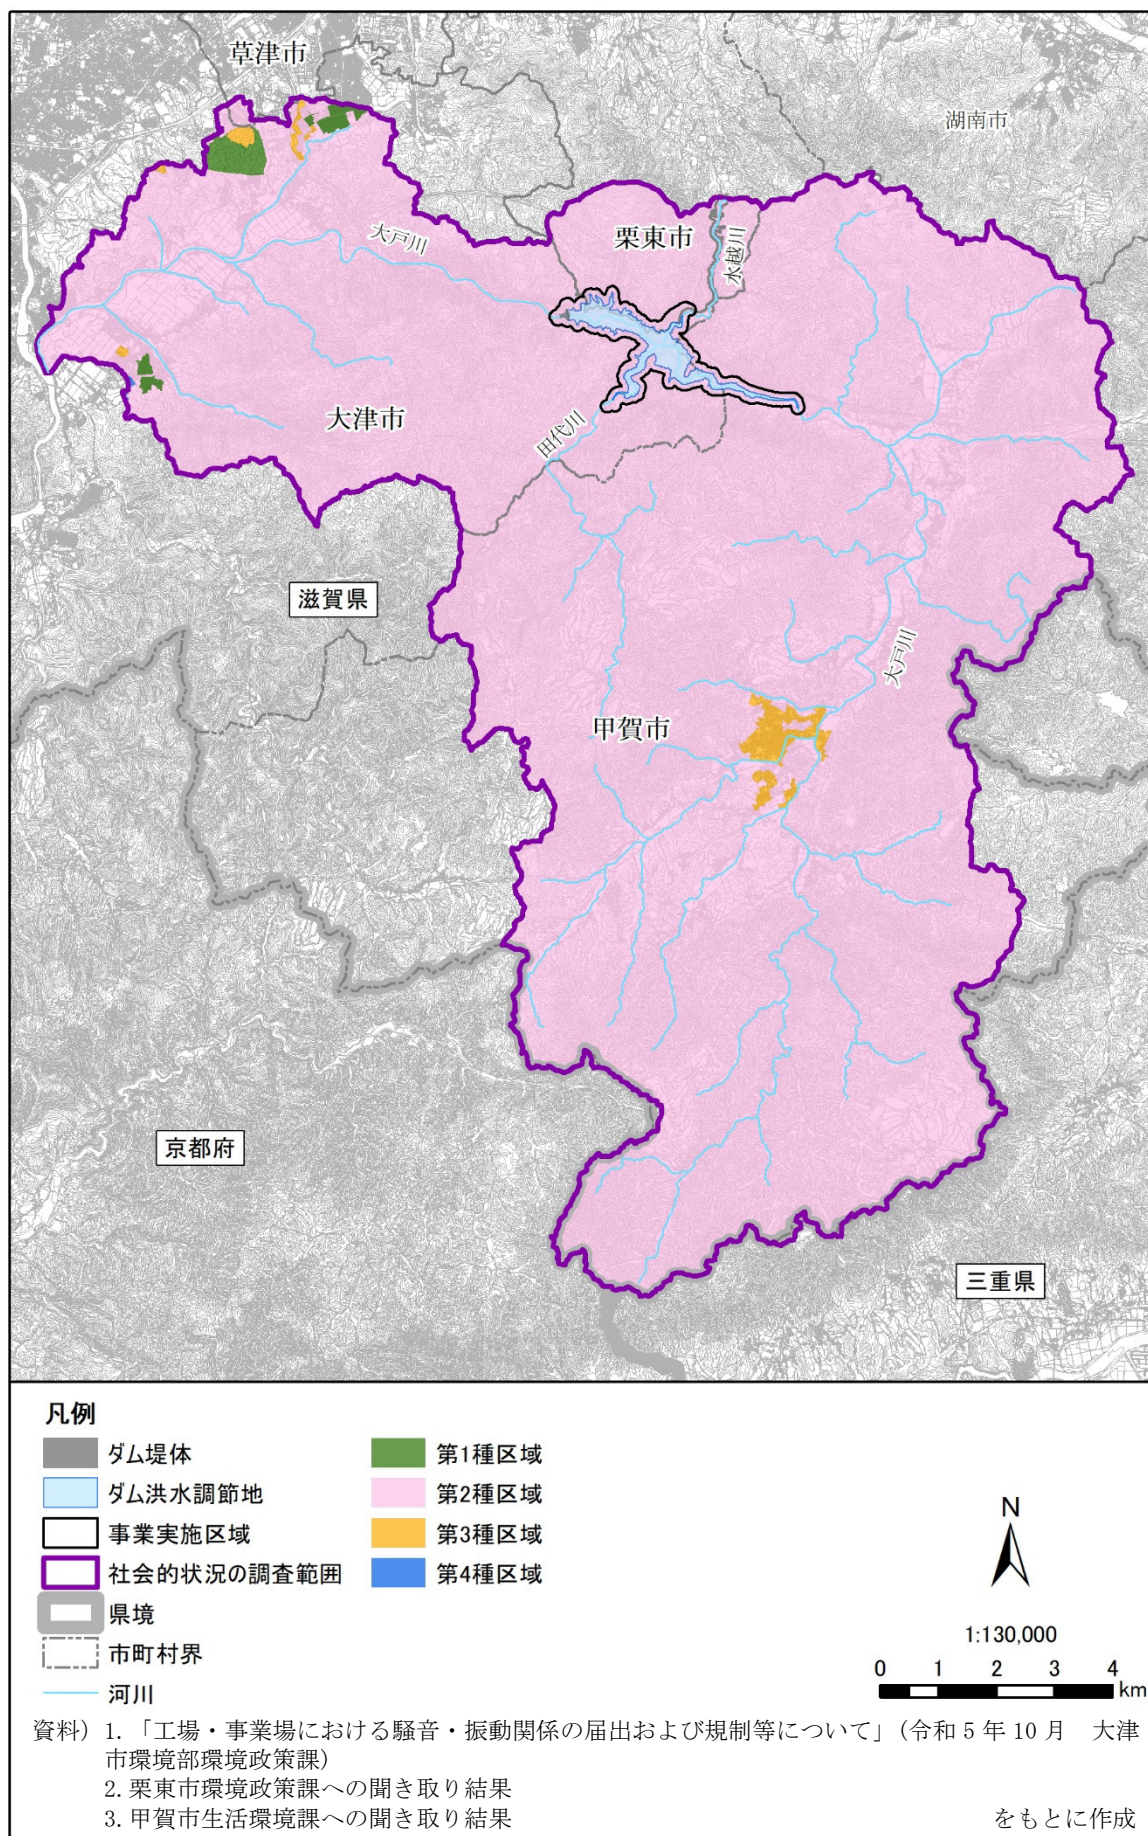 草津市
湖南市
栗東市
水越川
大戸川
大津市
田代川
滋賀県
大戸川
甲賀市
京都府
三重県
凡例
ダム堤体
ダム洪水調節地
事業実施区域
社会的状況の調査範囲
県境
市町村界
河川
第1種区域
第2種区域
第3種区域
第4種区域
N
1:130,000
0 1 2 3 4
km
資料) 1.「工場・事業場における騒音・振動関係の届出および規制等について」(令和5年10月 大津
市環境部環境政策課)
2.栗東市環境政策課への聞き取り結果
3.甲賀市生活環境課への聞き取り結果 をもとに作成